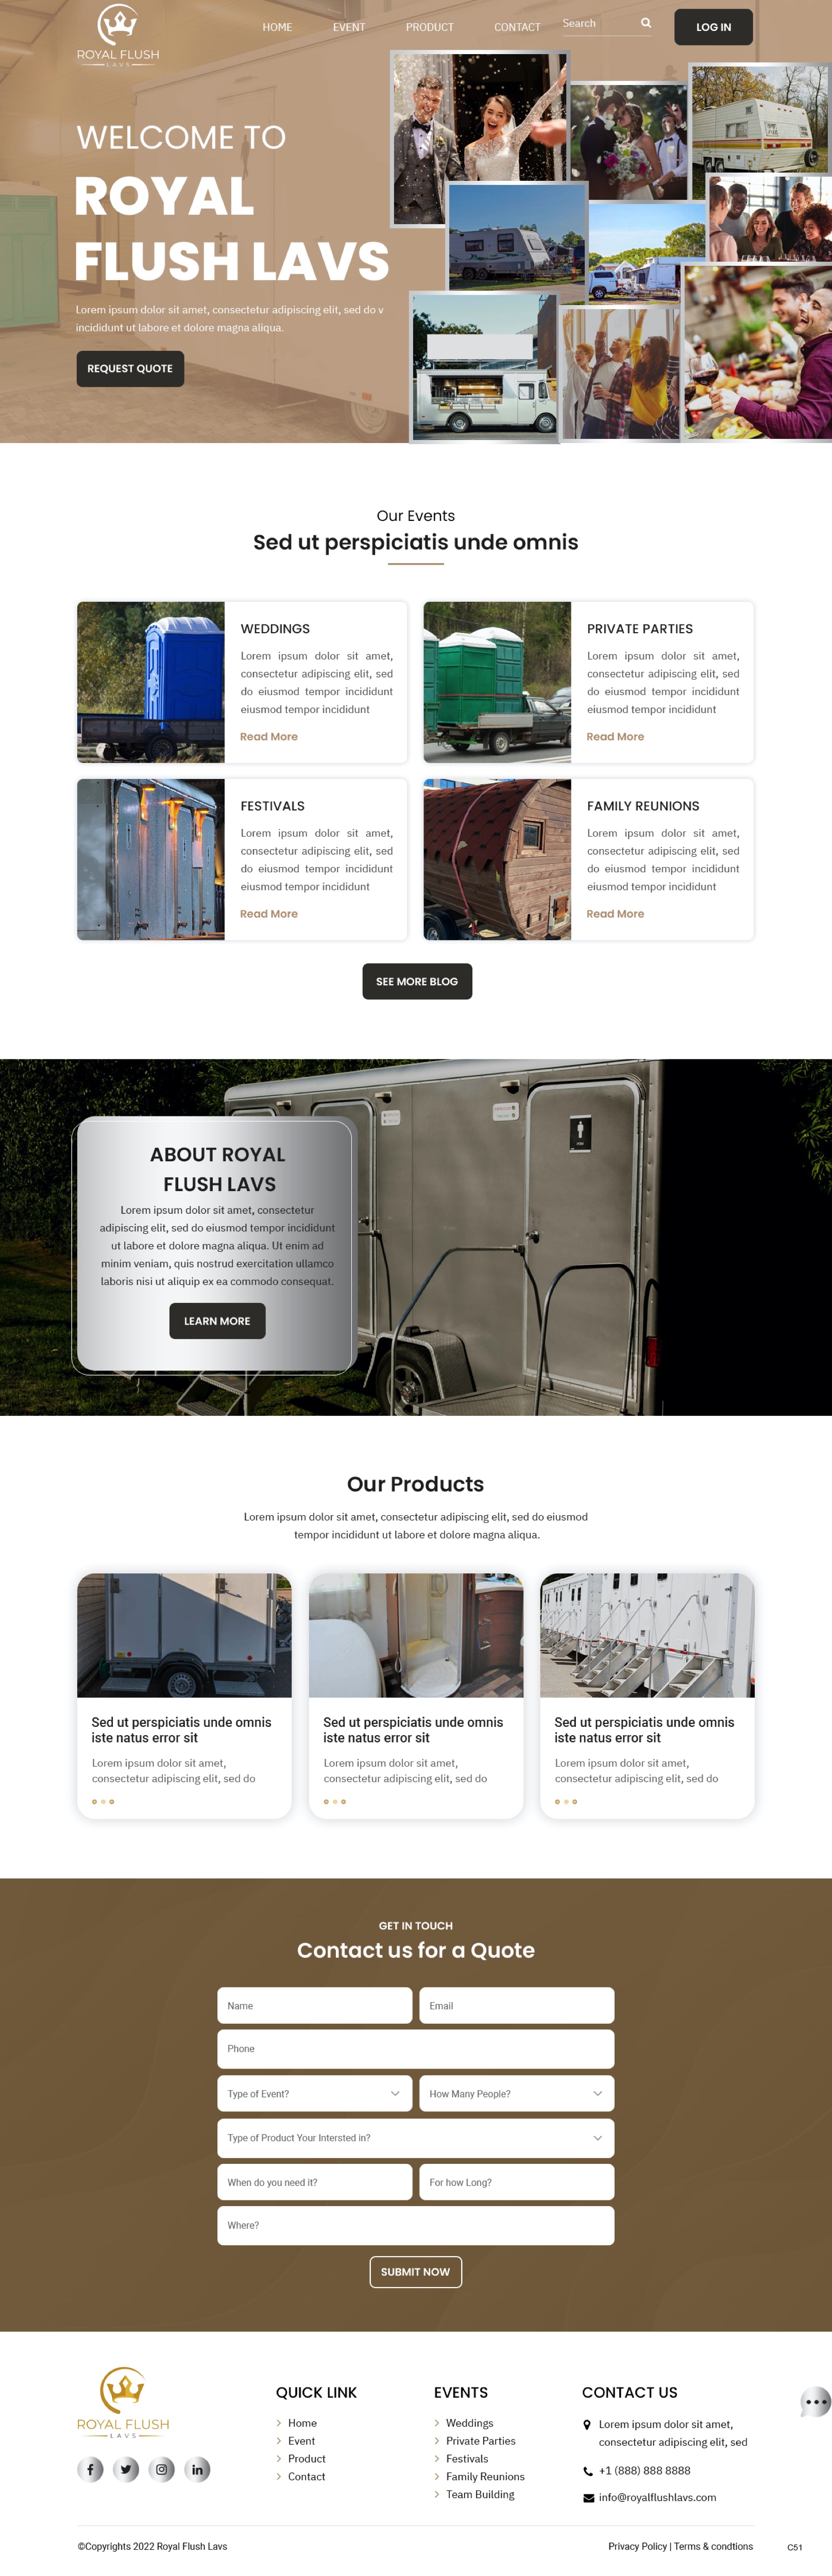 ROYAL FLUSH
LAVS
HOME EVENT PRODUCT CONTACT Search LOG IN
WELCOME TO
ROYAL
FLUSH LAVS
Lorem ipsum dolor sit amet, consectetur adipiscing elit, sed do v
incididunt ut labore et dolore magna aliqua.
REQUEST QUOTE
Our Events
Sed ut perspiciatis unde omnis
WEDDINGS
Lorem ipsum dolor sit amet,
consectetur adipiscing elit, sed
do eiusmod tempor incididunt
eiusmod tempor incididunt
Read More
PRIVATE PARTIES
Lorem ipsum dolor sit amet,
consectetur adipiscing elit, sed
do eiusmod tempor incididunt
eiusmod tempor incididunt
Read More
FESTIVALS
Lorem ipsum dolor sit amet,
consectetur adipiscing elit, sed
do eiusmod tempor incididunt
eiusmod tempor incididunt
Read More
FAMILY REUNIONS
Lorem ipsum dolor sit amet,
consectetur adipiscing elit, sed
do eiusmod tempor incididunt
eiusmod tempor incididunt
Read More
SEE MORE BLOG
ABOUT ROYAL
FLUSH LAVS
Lorem ipsum dolor sit amet, consectetur
adipiscing elit, sed do eiusmod tempor incididunt
ut labore et dolore magna aliqua. Ut enim ad
minim veniam, quis nostrud exercitation ullamco
laboris nisi ut aliquip ex ea commodo consequat.
LEARN MORE
Our Products
Lorem ipsum dolor sit amet, consectetur adipiscing elit, sed do eiusmod
tempor incididunt ut labore et dolore magna aliqua.
Sed ut perspiciatis unde omnis
iste natus error sit
Lorem ipsum dolor sit amet,
consectetur adipiscing elit, sed do
Sed ut perspiciatis unde omnis
iste natus error sit
Lorem ipsum dolor sit amet,
consectetur adipiscing elit, sed do
Sed ut perspiciatis unde omnis
iste natus error sit
Lorem ipsum dolor sit amet,
consectetur adipiscing elit, sed do
GET IN TOUCH
Contact us for a Quote
Name
Email
Phone
Type of Event?
How Many People?
Type of Product Your Intersted in?
When do you need it?
For how Long?
Where?
SUBMIT NOW
ROYAL FLUSH
LAVS
QUICK LINK
Home
Event
Product
Contact
EVENTS
Weddings
Private Parties
Festivals
Family Reunions
Team Building
CONTACT US
Lorem ipsum dolor sit amet,
consectetur adipiscing elit, sed
+1 (888) 888 8888
info@royalflushlavs.com
©Copyrights 2022 Royal Flush Lavs
Privacy Policy | Terms & condtions
C51